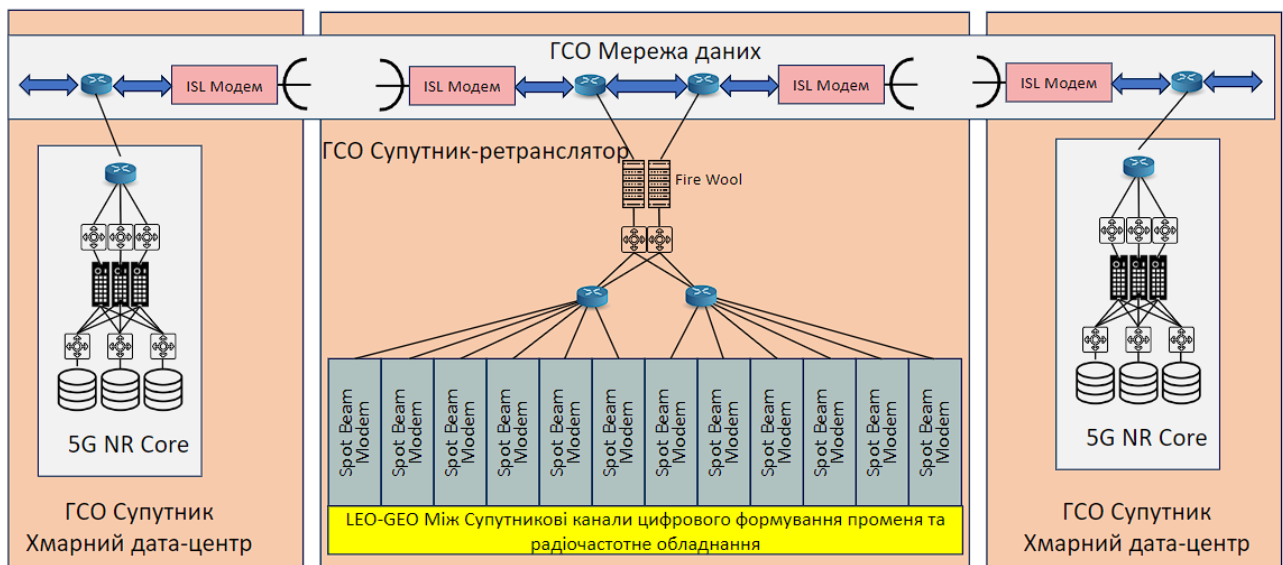 ГСО Мережа даних
ISL Модем
ISL Модем
ISL Модем
ISL Модем
ГСО Супутник-ретранслятор
Fire Wool
5G NR Core
5G NR Core
Spot Beam
Modem
Spot Beam
Modem
Spot Beam
Modem
Spot Beam
Modem
Spot Beam
Modem
Spot Beam
Modem
Spot Beam
Modem
Spot Beam
Modem
Spot Beam
Modem
Spot Beam
Modem
Spot Beam
Modem
Spot Beam
Modem
LEO-GEO Між Супутникові канали цифрового формування променя та
радіочастотне обладнання
ГСО Супутник
Хмарний дата-центр
ГСО Супутник
Хмарний дата-центр